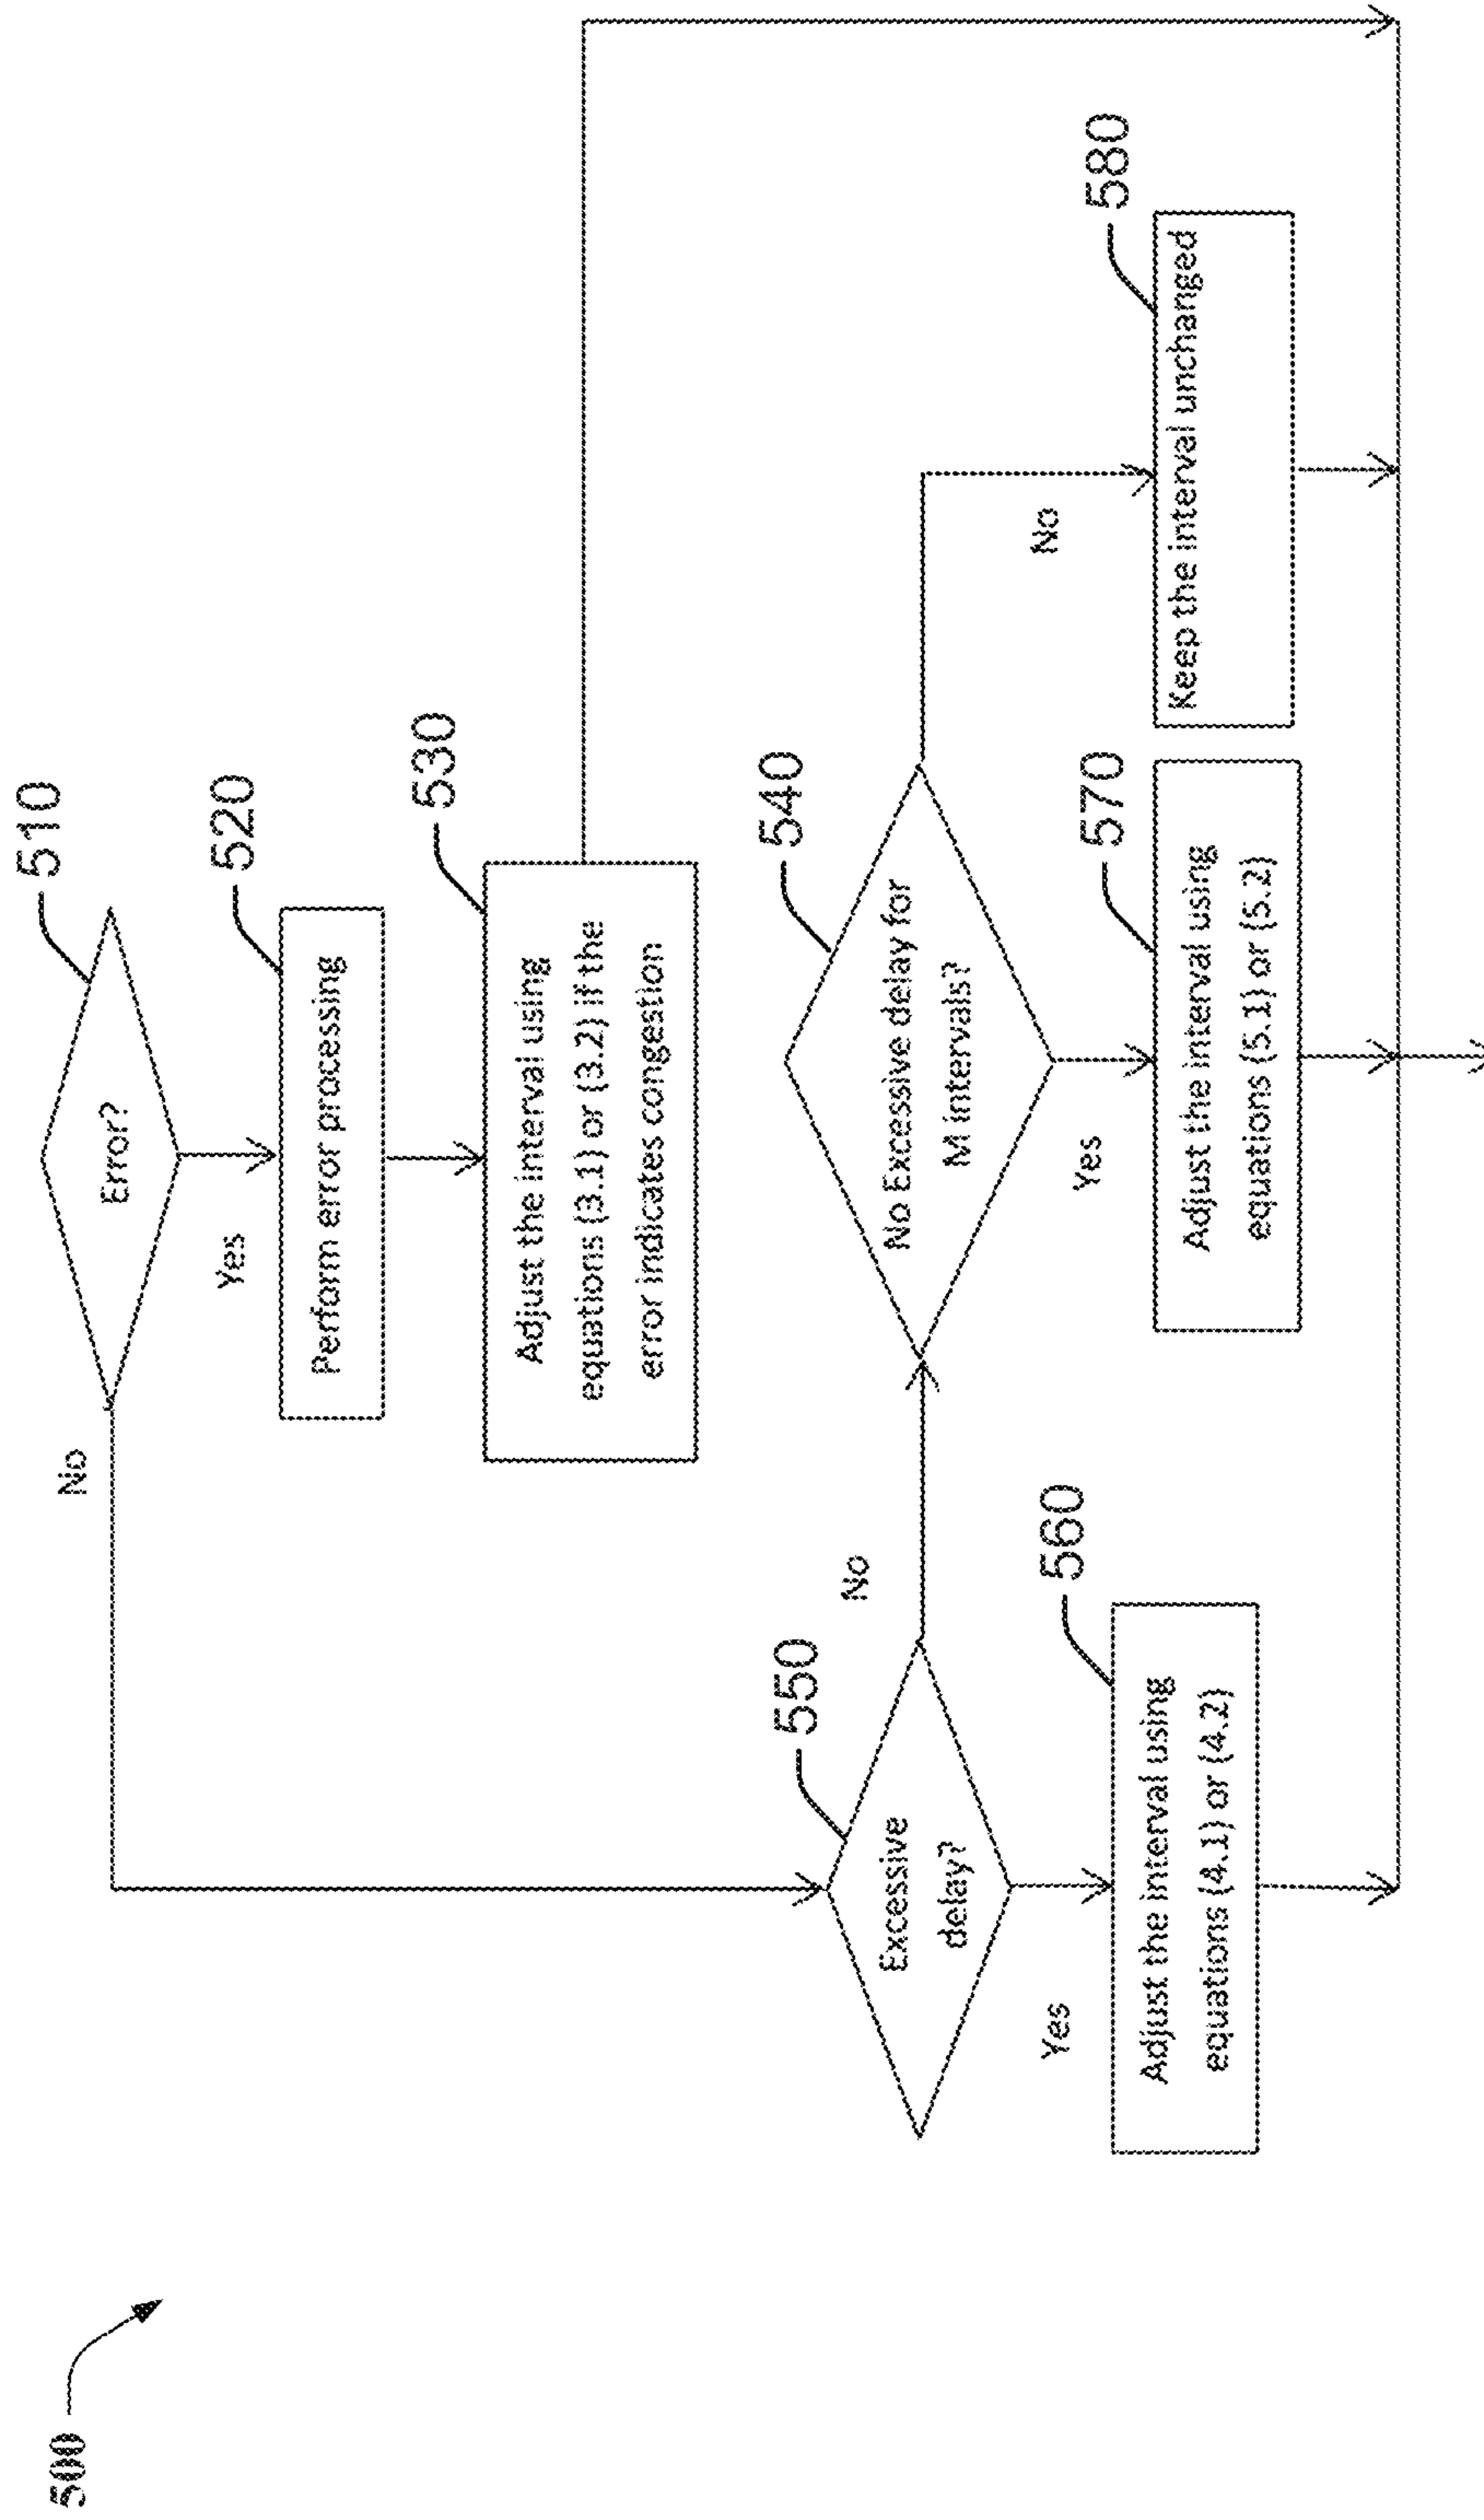 500
510
Error?
No
Yes
520
Perform error processing
530
Adjust the interval using
equations (3.1) or (3.2) if the
error indicates congestion
550
Excessive
delay?
No
Yes
540
No Excessive delay for
M intervals?
No
Yes
560
Adjust the interval using
equations (4.1) or (4.2)
570
Adjust the interval using
equations (5.1) or (5.2)
580
Keep the interval unchanged